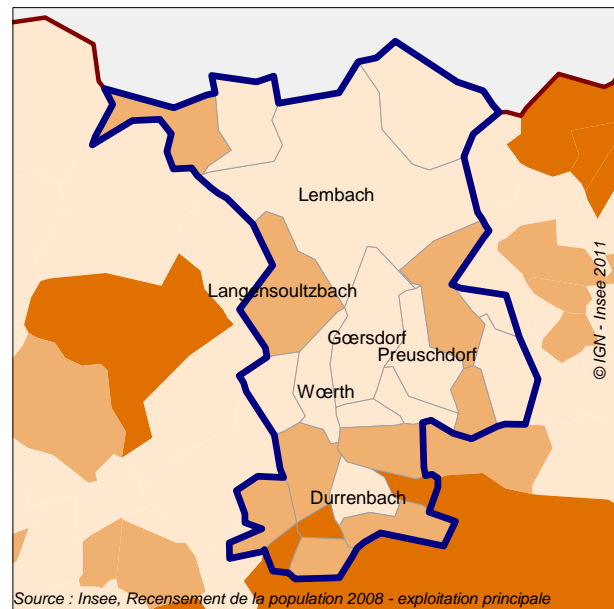 Lembach
Langensoultzbach
Gœrsdorf
Preuschdorf
Wœrth
Durrenbach
© IGN - Insee 2011
Source : Insee, Recensement de la population 2008 - exploitation principale